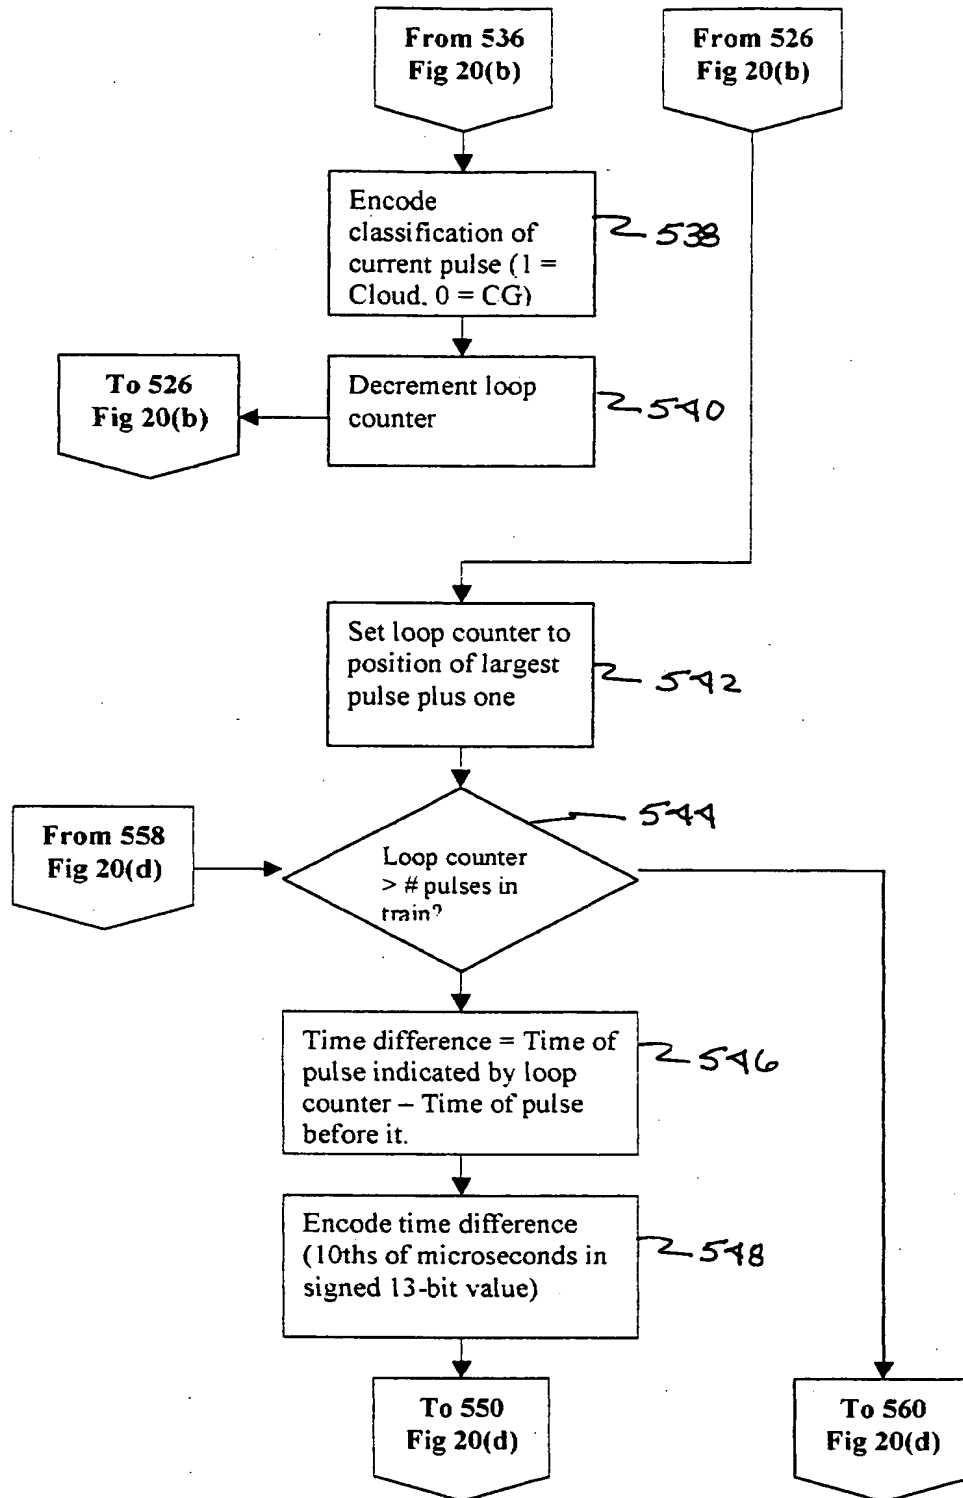 From 536
Fig 20(b)
From 526
Fig 20(b)
Encode
classification of
current pulse (1 =
Cloud, 0 = CG)
538
To 526
Fig 20(b)
Decrement loop
counter
540
Set loop counter to
position of largest
pulse plus one
542
544
From 558
Fig 20(d)
Loop counter
> # pulses in
train?
Time difference = Time of
pulse indicated by loop
counter – Time of pulse
before it.
546
Encode time difference
(10ths of microseconds in
signed 13-bit value)
548
To 550
Fig 20(d)
To 560
Fig 20(d)